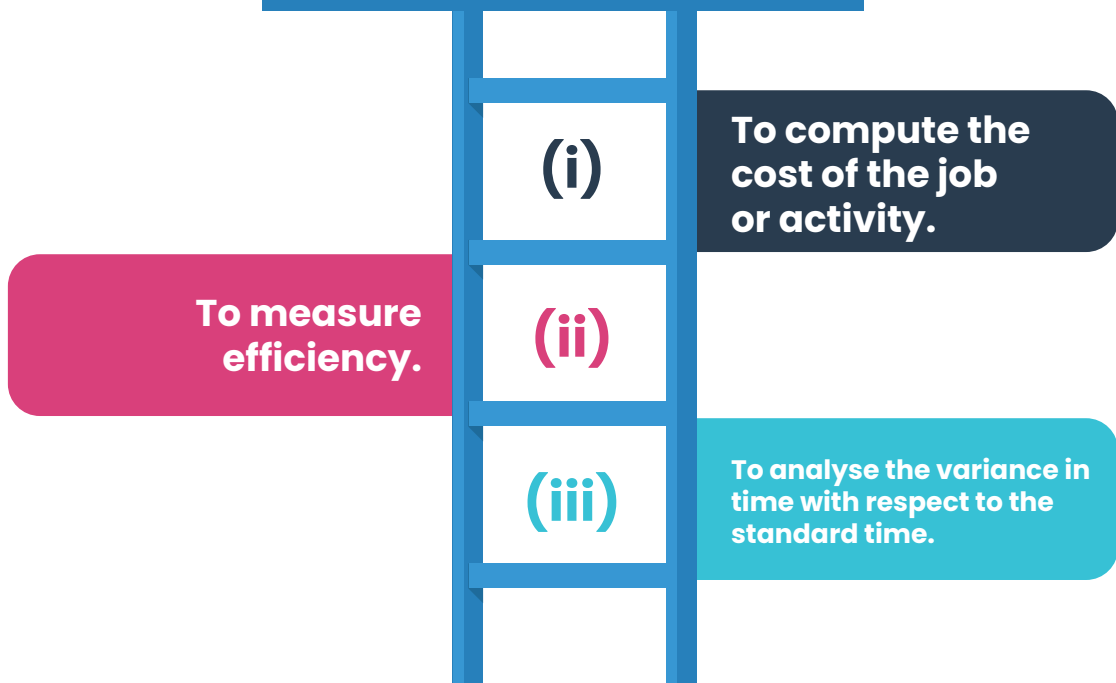 (i)
To compute the
cost of the job
or activity.
To measure
efficiency.
(ii)
(iii)
To analyse the variance in
time with respect to the
standard time.